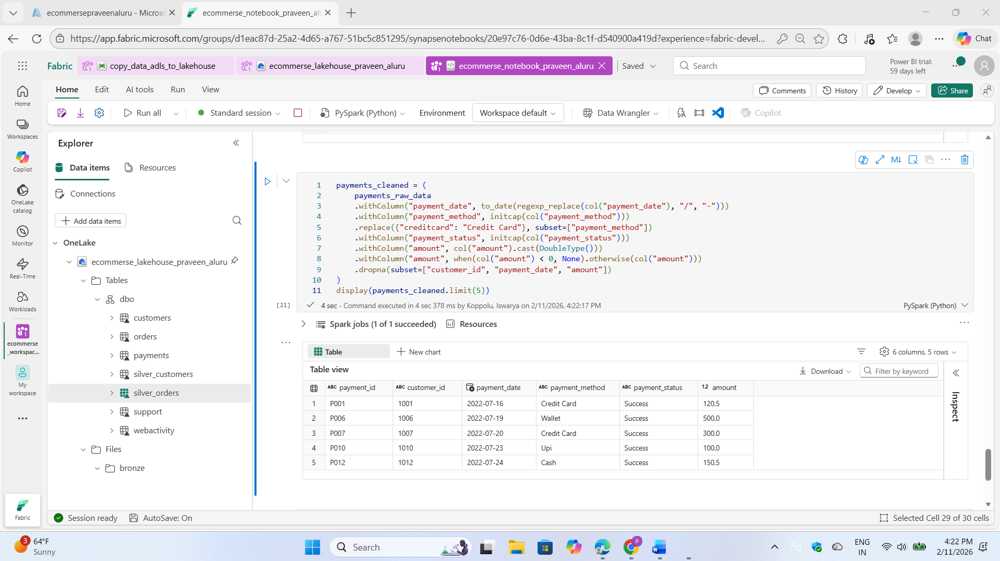 ecommersepraveenaluru - Microso
ecommerse_notebook_praveen_alu
https://app.fabric.microsoft.com/groups/d1eac87d-25a2-4d65-a767-51bc5c851295/synapsenotebooks/20e97c76-0d6e-43ba-8c1f-d540900a419d?experience=fabric-devel...
Chat
Fabric
copy_data_adls_to_lakehouse
ecommerse_lakehouse_praveen_aluru
ecommerse_notebook_praveen_aluru
Saved
Search
Power BI trial:
59 days left
Home
Edit
AI tools
Run
View
Comments
History
Develop
Share
Run all
Standard session
PySpark (Python)
Environment
Workspace default
Data Wrangler
Copilot
Home
Workspaces
Copilot
OneLake
catalog
Monitor
Real-Time
Workloads
ecommerse
_workspac...
My
workspace
Fabric
Explorer
Data items
Resources
Connections
Add data items
OneLake
ecommerse_lakehouse_praveen_aluru
Tables
dbo
customers
orders
payments
silver_customers
silver_orders
support
webactivity
Files
bronze
M↓
1 payments_cleaned = (
2 payments_raw_data
3 .withColumn("payment_date", to_date(regexp_replace(col("payment_date"), "/", "-")))
4 .withColumn("payment_method", initcap(col("payment_method")))
5 .replace({"creditcard": "Credit Card"}, subset=["payment_method"])
6 .withColumn("payment_status", initcap(col("payment_status")))
7 .withColumn("amount", col("amount").cast(DoubleType()))
8 .withColumn("amount", when(col("amount") < 0, None).otherwise(col("amount")))
9 .dropna(subset=["customer_id", "payment_date", "amount"])
10 )
11 display(payments_cleaned.limit(5))
[21]
4 sec - Command executed in 4 sec 378 ms by Koppolu, Iswarya on 2/11/2026, 4:22:17 PM
PySpark (Python)
Spark jobs (1 of 1 succeeded)
Resources
Table
New chart
6 columns, 5 rows
Table view
Download
Filter by keyword
ABC payment_id ABC customer_id payment_date ABC payment_method ABC payment_status 1.2 amount
1 P001 1001 2022-07-16 Credit Card Success 120.5
2 P006 1006 2022-07-19 Wallet Success 500.0
3 P007 1007 2022-07-20 Credit Card Success 300.0
4 P010 1010 2022-07-23 Upi Success 100.0
5 P012 1012 2022-07-24 Cash Success 150.5
Inspect
Session ready
AutoSave: On
Selected Cell 29 of 30 cells
3
64°F
Sunny
Search
P
ENG
IN
4:22 PM
2/11/2026